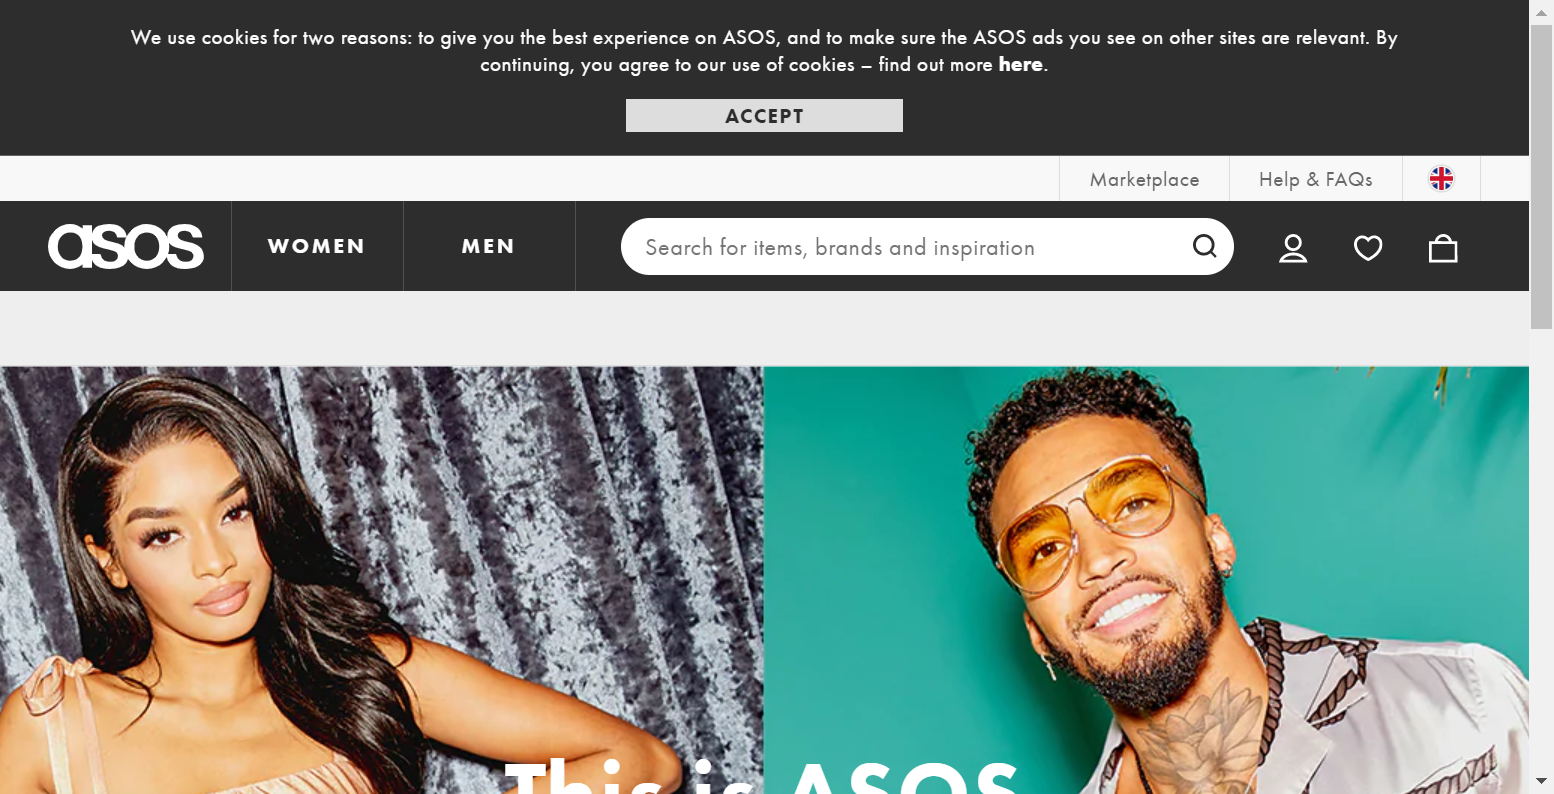 We use cookies for two reasons: to give you the best experience on ASOS, and to make sure the ASOS ads you see on other sites are relevant. By
continuing, you agree to our use of cookies – find out more here.
ACCEPT
Marketplace
Help & FAQs
asos
WOMEN
MEN
Search for items, brands and inspiration
This is ASOS